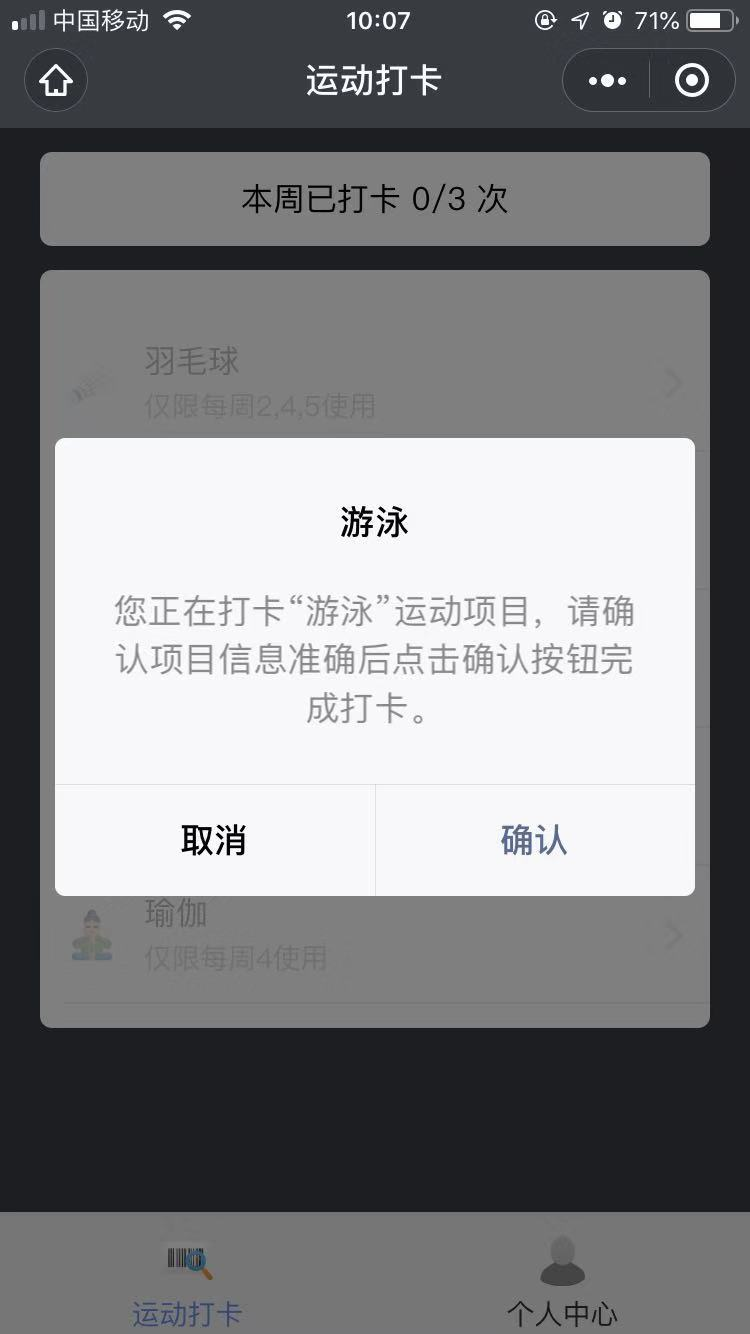 中国移动
10:07
71%
运动打卡
本周已打卡 0/3 次
羽毛球
仅限每周2,4,5使用
游泳
您正在打卡“游泳”运动项目，请确
认项目信息准确后点击确认按钮完
成打卡。
取消
确认
瑜伽
仅限每周4使用
运动打卡
个人中心